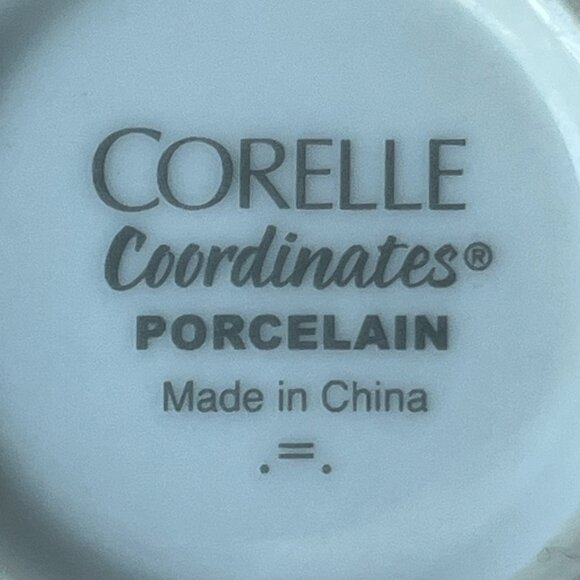 CORELLE
Coordinates®
PORCELAIN
Made in China
.=.